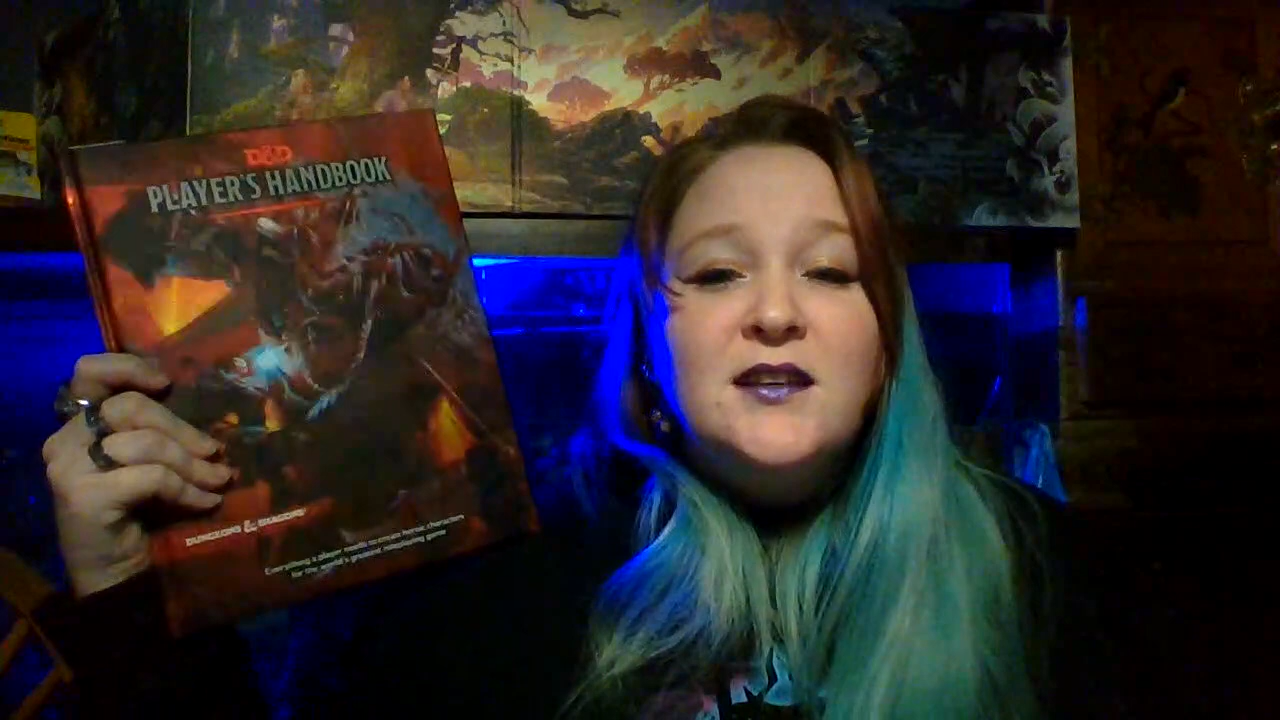 D&D
PLAYER'S HANDBOOK
DUNGEONS & DRAGONS
Everything a player needs to create heroic characters
for the world's greatest roleplaying game